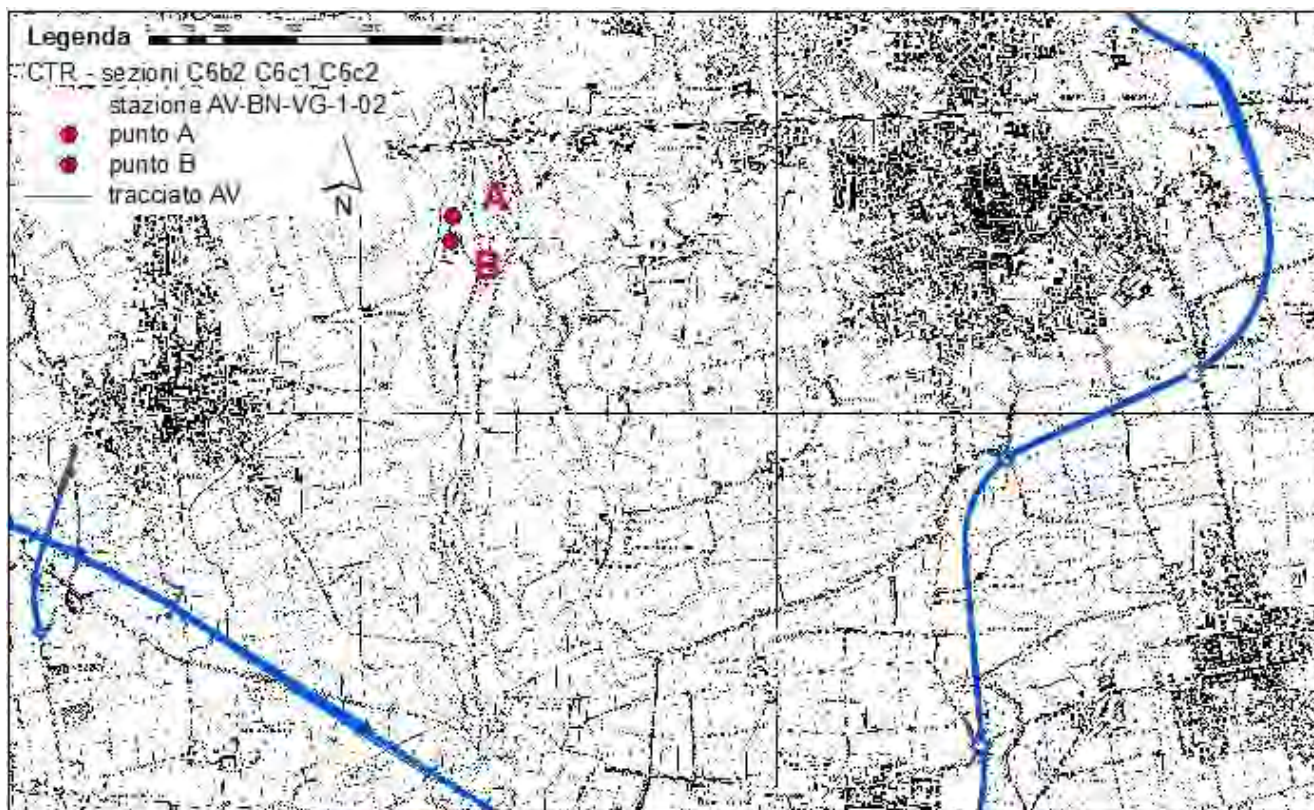 Legenda
CTR - sezioni C6b2 C6c1 C6c2
stazione AV-BN-VG-1-02
punto A
punto B
tracciato AV
N
A
B